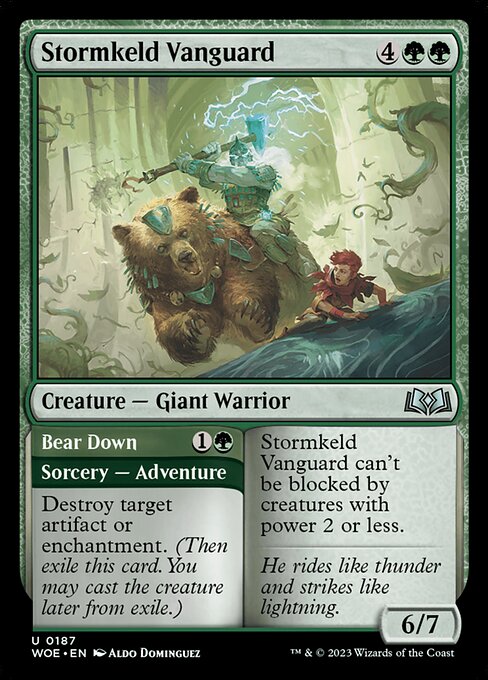 Stormkeld Vanguard 4
Creature — Giant Warrior
Bear Down 1
Sorcery — Adventure
Destroy target
artifact or
enchantment. (Then
exile this card. You
may cast the creature
later from exile.)
Stormkeld
Vanguard can't
be blocked by
creatures with
power 2 or less.
He rides like thunder
and strikes like
lightning.
6/7
U 0187
WOE • EN Aldo Dominguez
™ & © 2023 Wizards of the Coast